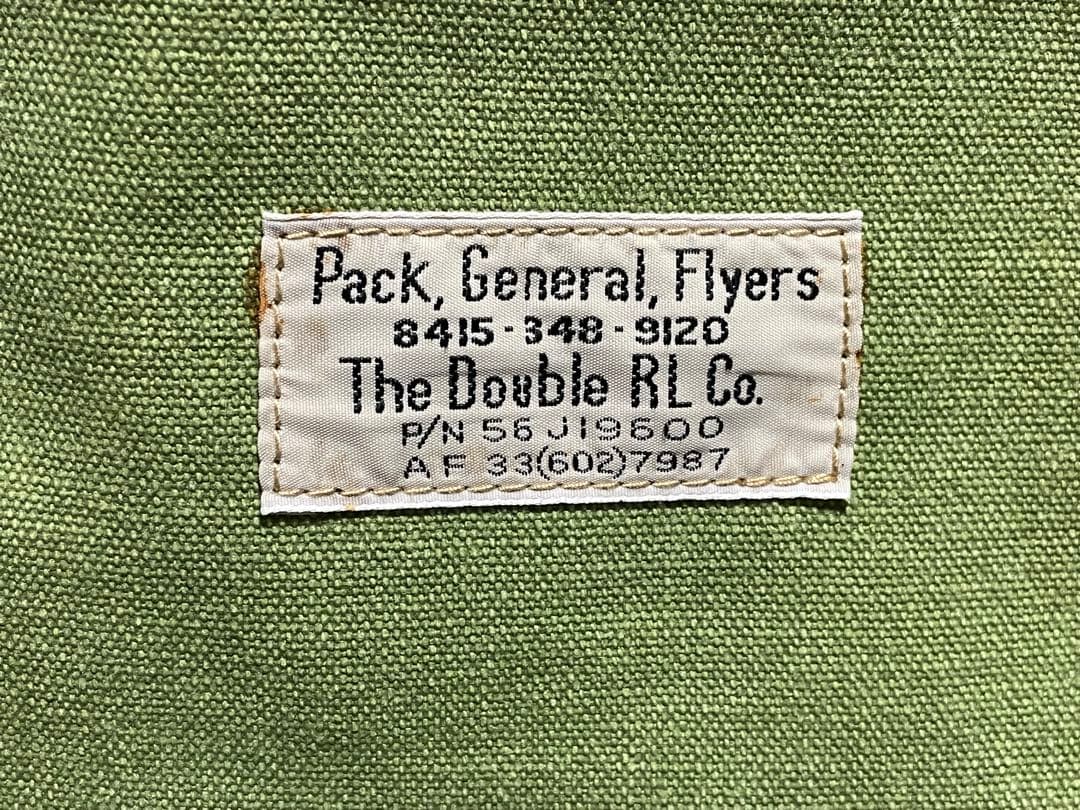 Pack, General, Flyers
8415-348-9120
The Double RL Co.
P/N 56J19600
AF 33(602)7987